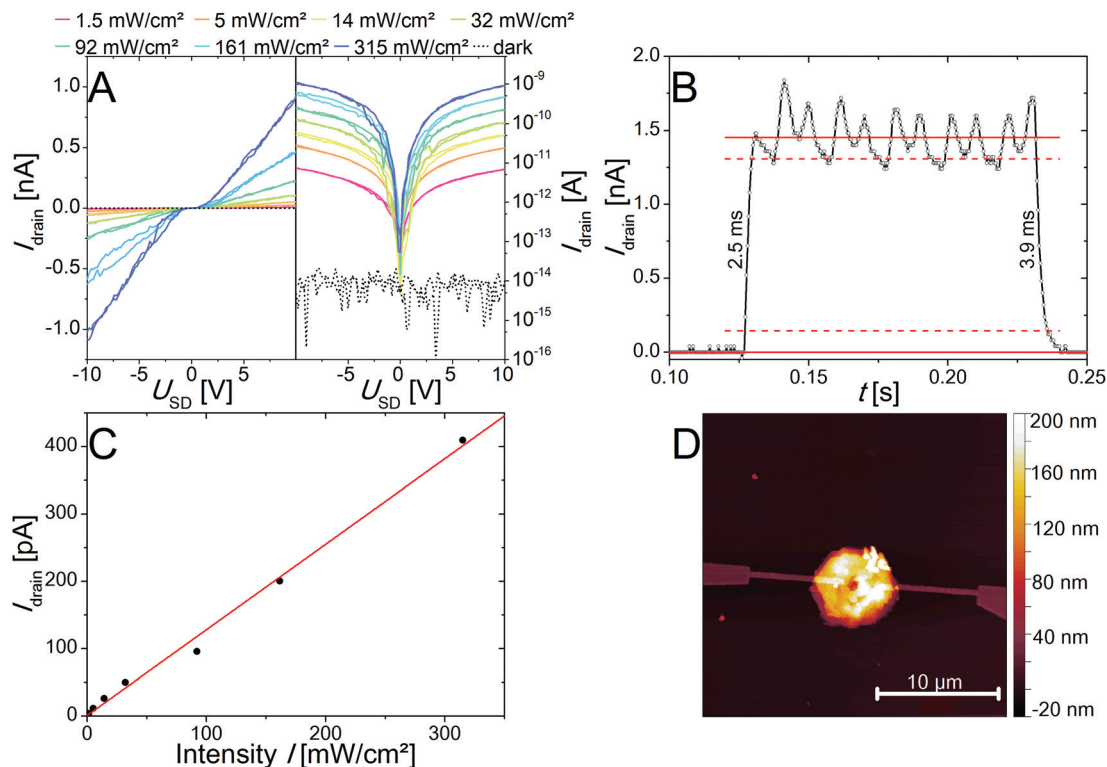 1.5 mW/cm² 5 mW/cm² 14 mW/cm² 32 mW/cm²
92 mW/cm² 161 mW/cm² 315 mW/cm² dark
A
1.0
0.5
0.0
-0.5
-1.0
I_drain [nA]
-10 -5 0 5
U_SD [V]
10^-9
10^-10
10^-11
10^-12
10^-13
10^-14
10^-15
10^-16
I_drain [A]
-5 0 5 10
U_SD [V]
B
2.0
1.5
1.0
0.5
0.0
I_drain [nA]
2.5 ms
3.9 ms
0.10 0.15 0.20 0.25
t [s]
C
400
300
200
100
0
I_drain [pA]
0 100 200 300
Intensity I [mW/cm²]
D
200 nm
160 nm
120 nm
80 nm
40 nm
-20 nm
10 µm